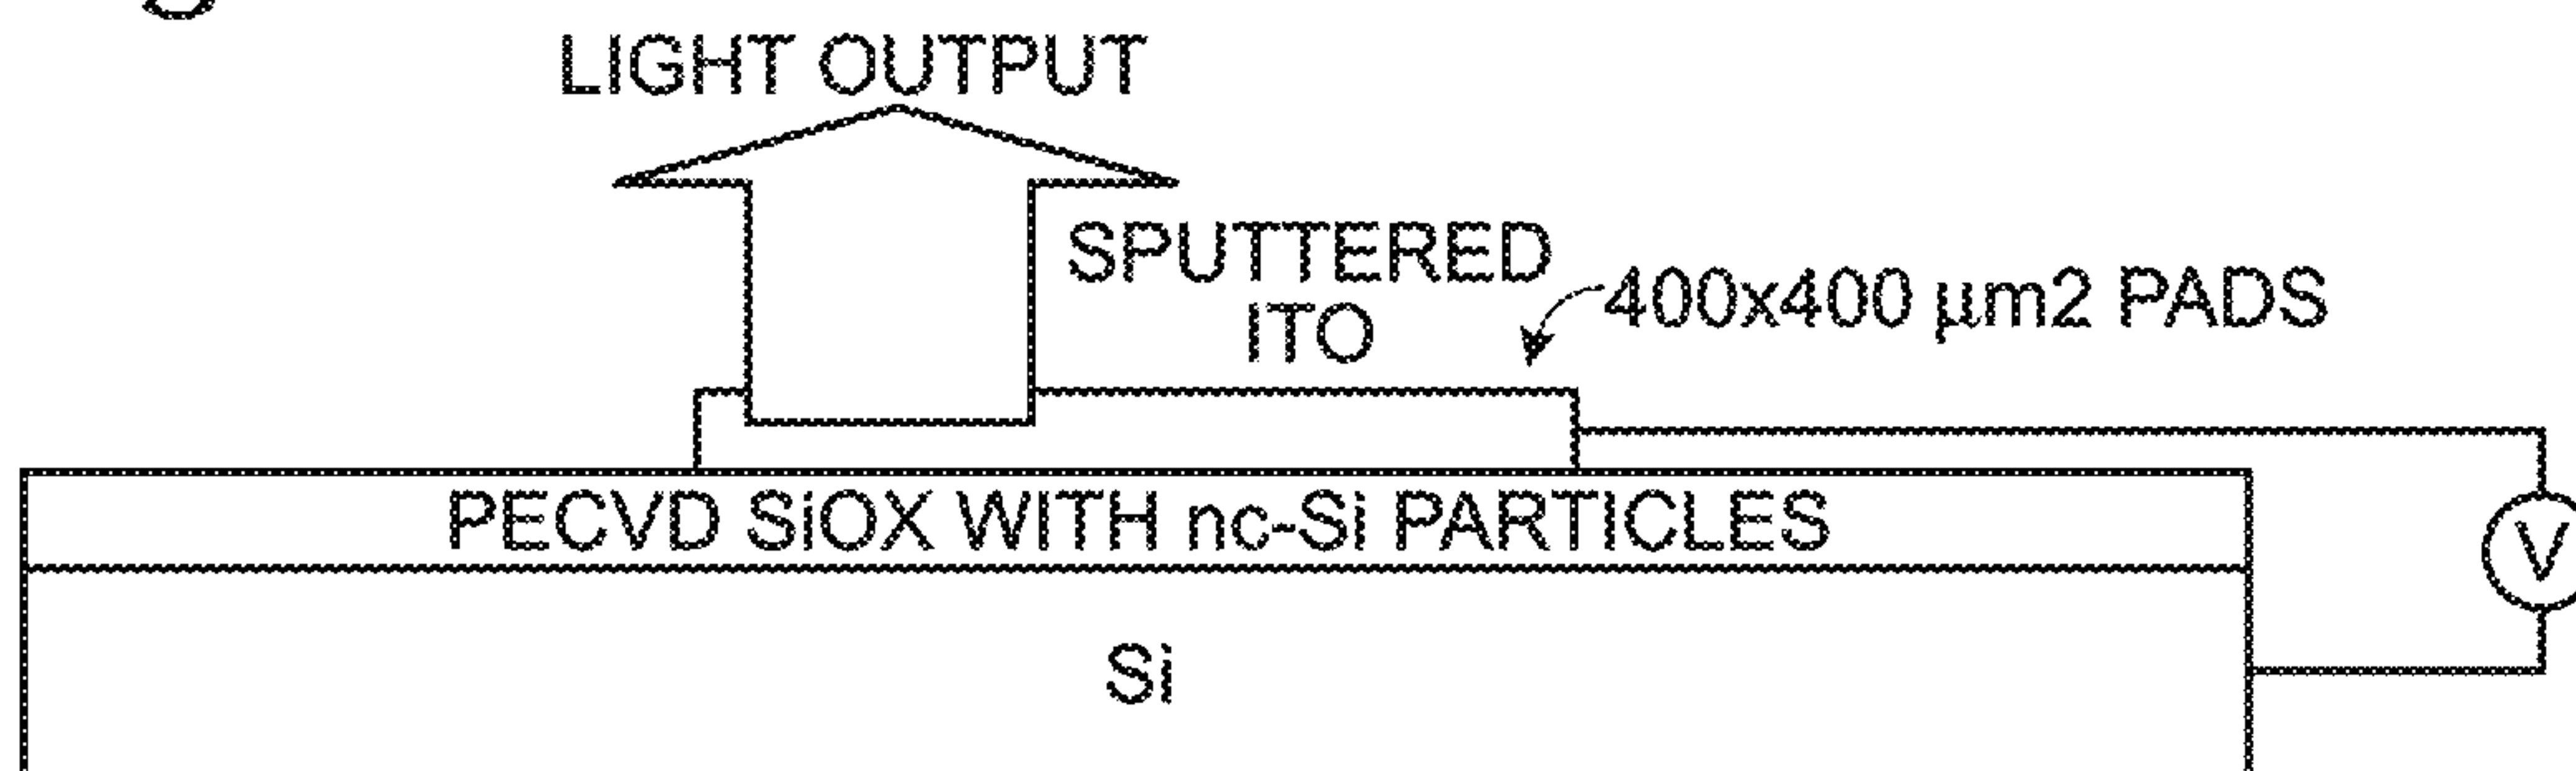 LIGHT OUTPUT
SPUTTERED
ITO
400x400 μm2 PADS
PECVD SiOX WITH nc-Si PARTICLES
V
Si